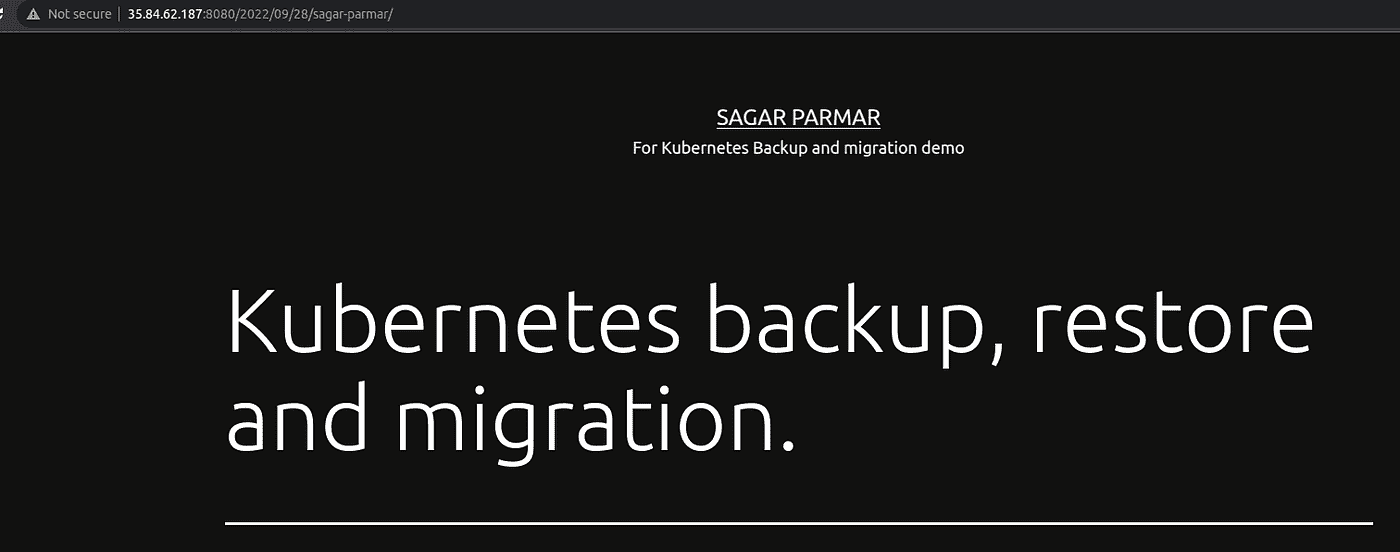 Not secure | 35.84.62.187:8080/2022/09/28/sagar-parmar/
SAGAR PARMAR
For Kubernetes Backup and migration demo
Kubernetes backup, restore
and migration.